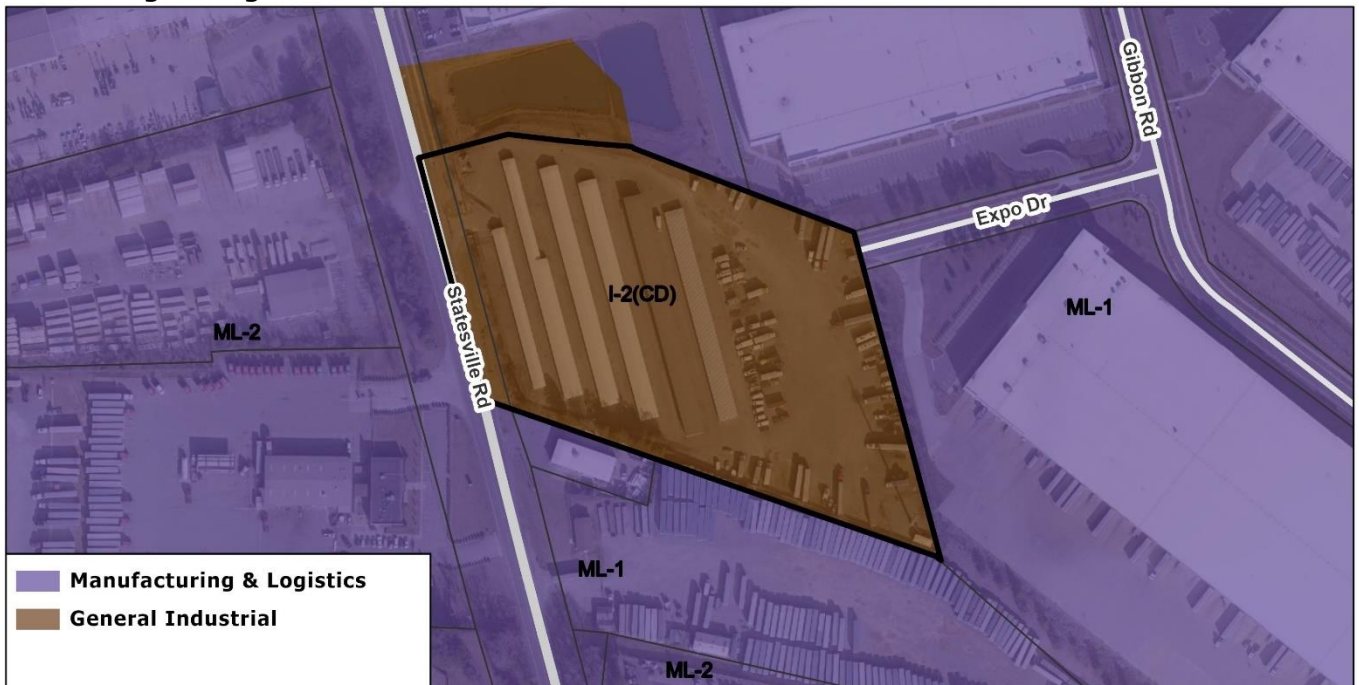 Gibbon Rd
Expo Dr
I-2(CD)
ML-1
Statesville Rd
ML-2
ML-1
ML-2
Manufacturing & Logistics
General Industrial